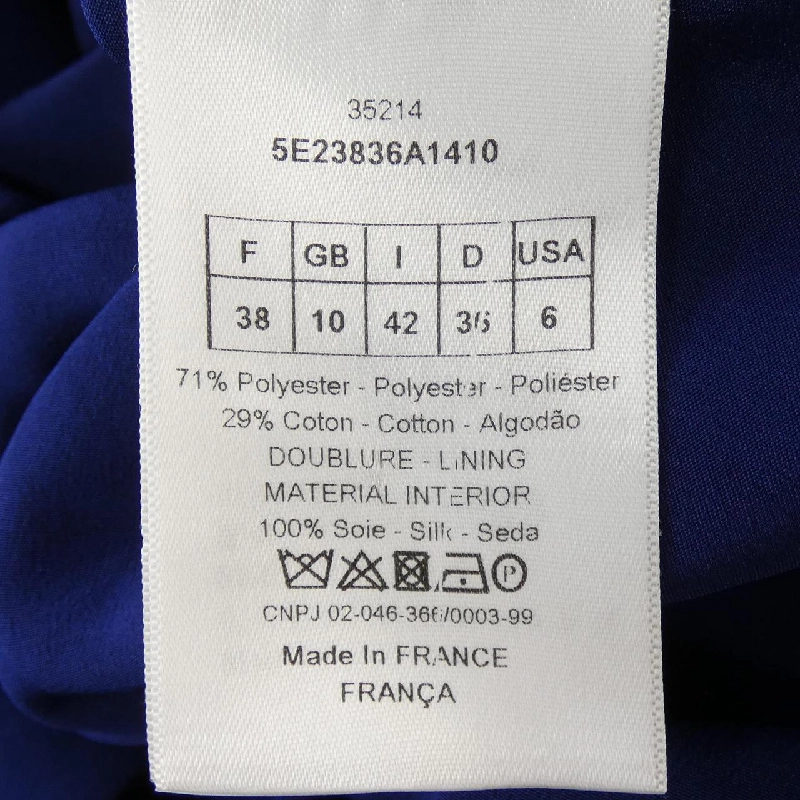 35214
5E23836A1410
F GB I D USA
38 10 42 36 6
71% Polyester - Polyester - Poliéster
29% Coton - Cotton - Algodão
DOUBLURE - LINING
MATERIAL INTERIOR
100% Soie - Silk - Seda
P
CNPJ 02-046-366/0003-99
Made In FRANCE
FRANÇA